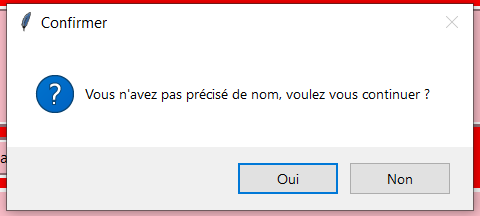 Confirmer
Vous n'avez pas précisé de nom, voulez vous continuer ?
a
Oui
Non